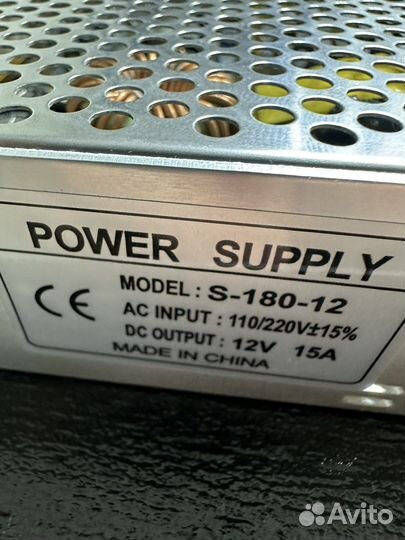 POWER SUPPLY
CE
MODEL : S-180-12
AC INPUT : 110/220V±15%
DC OUTPUT : 12V 15A
MADE IN CHINA
Avito